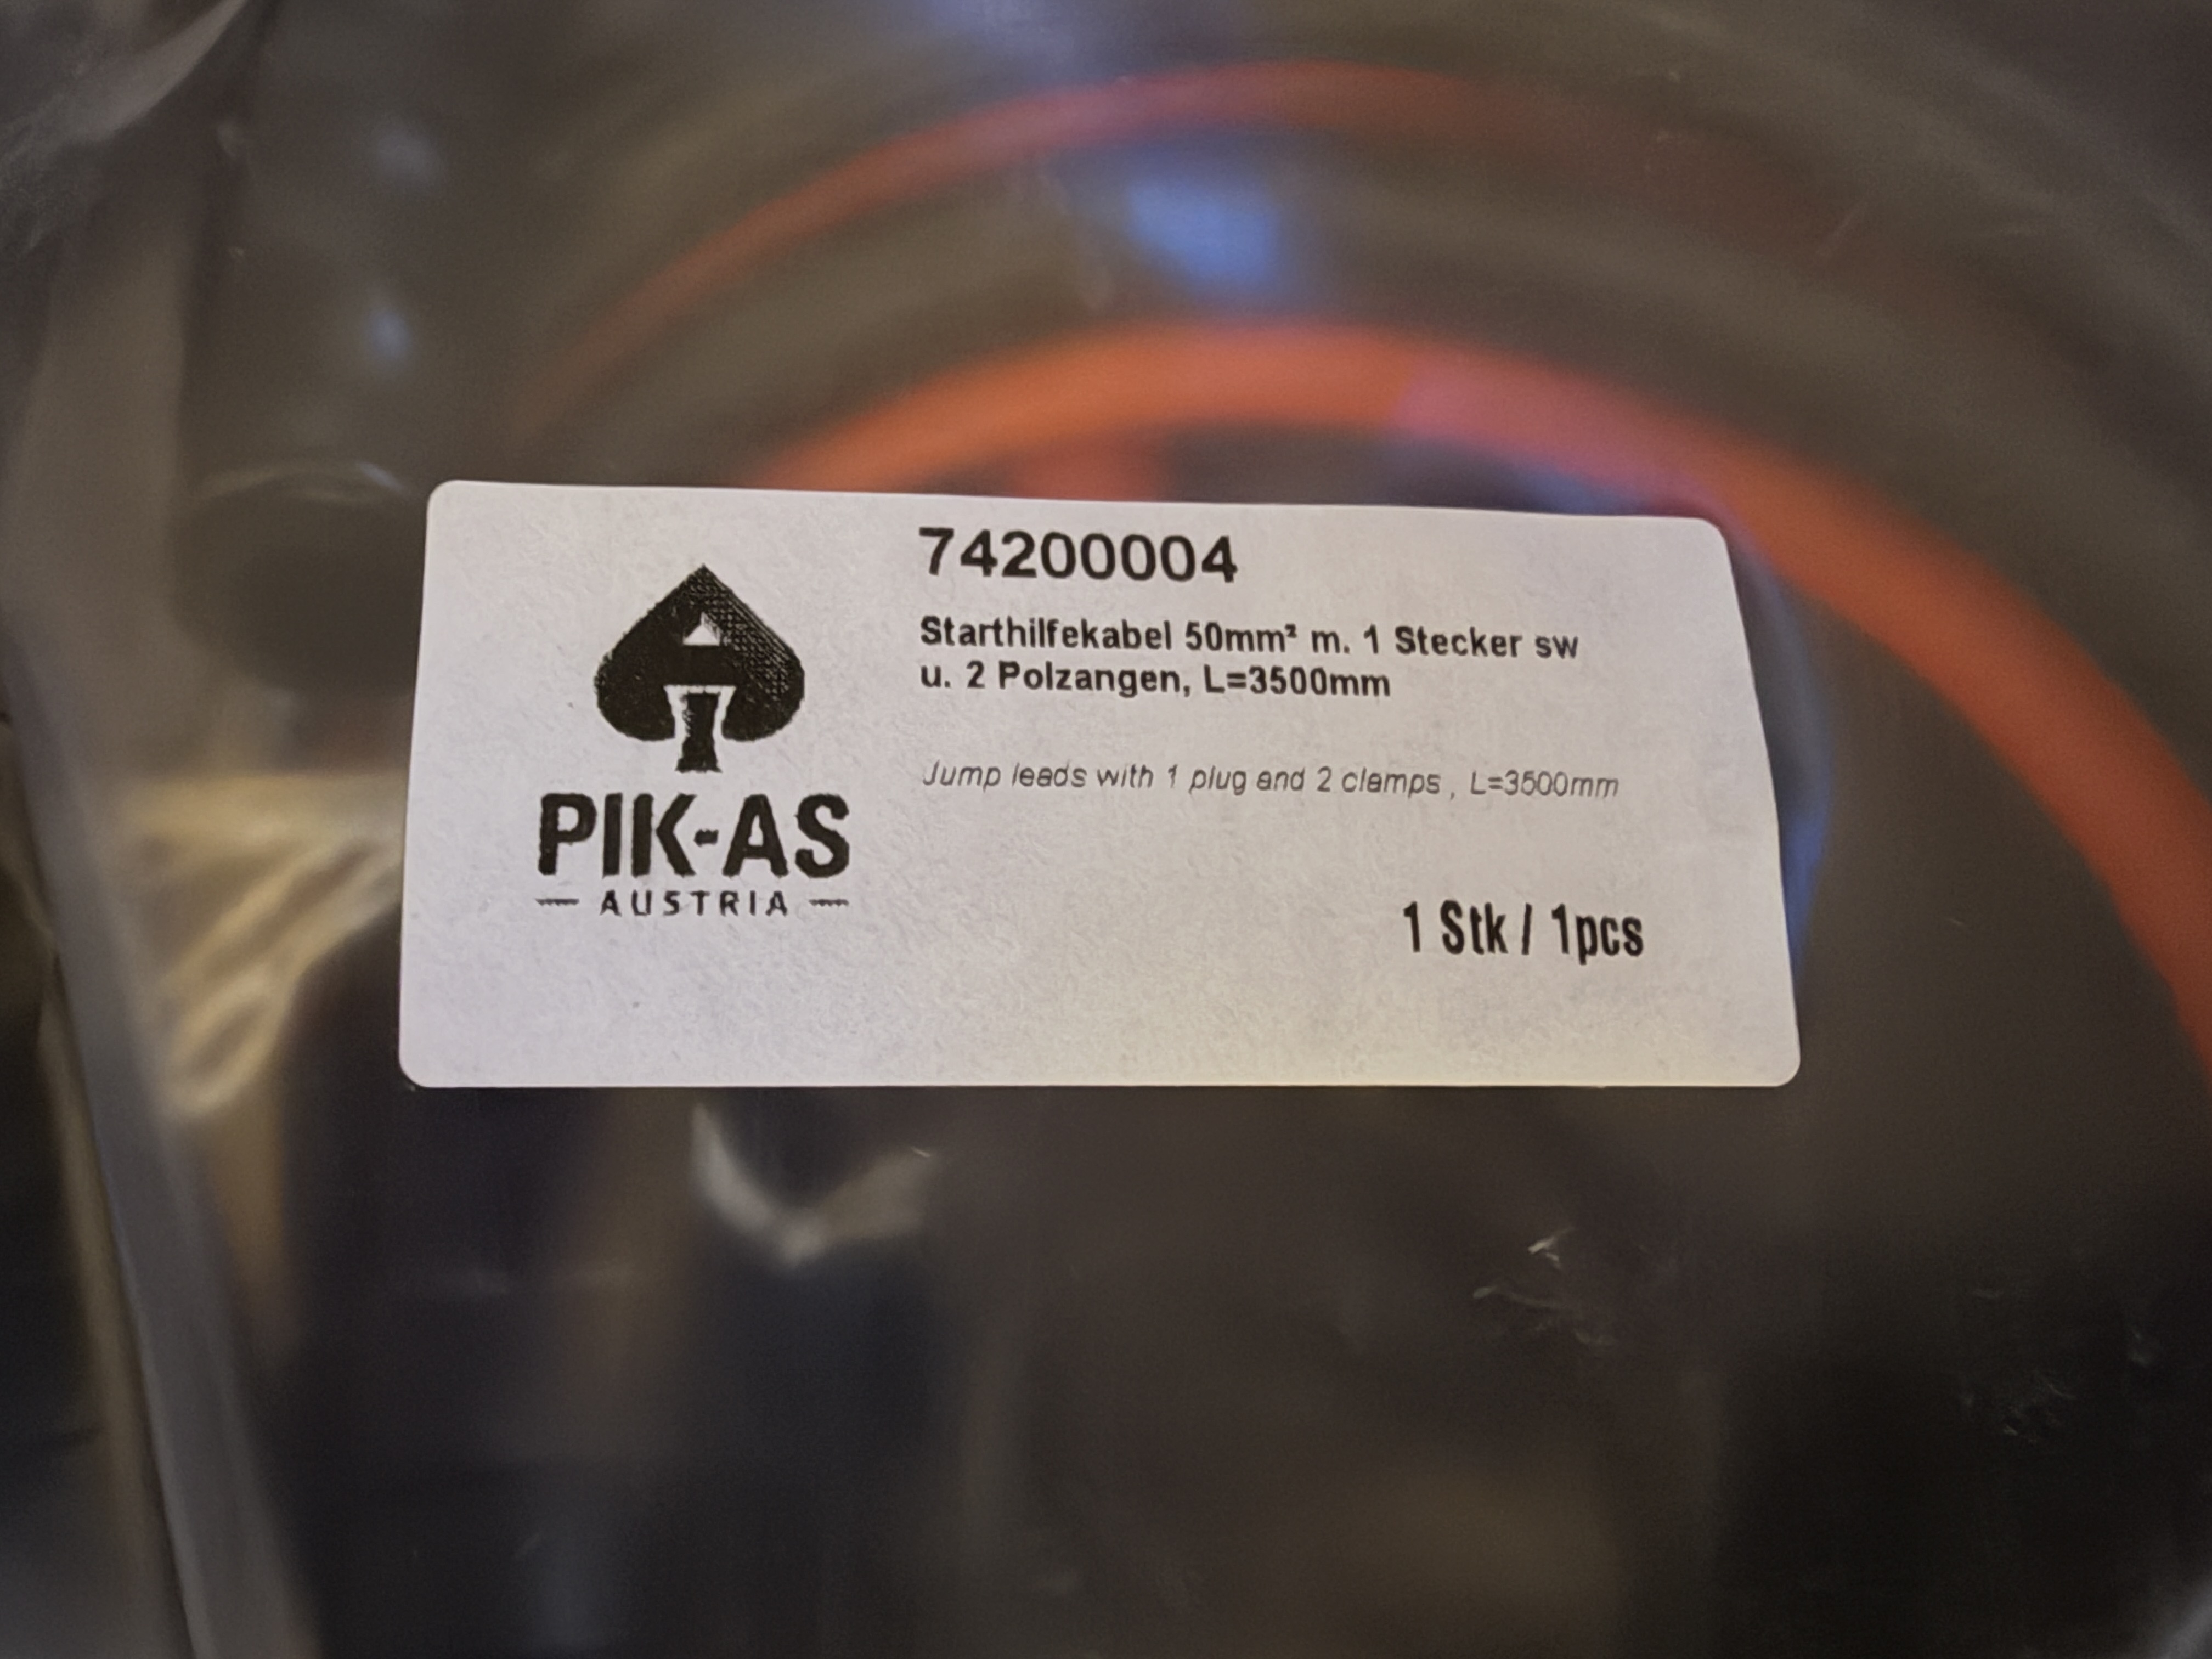 74200004
Starthilfekabel 50mm² m. 1 Stecker sw
u. 2 Polzangen, L=3500mm
Jump leads with 1 plug and 2 clamps , L=3500mm
PIK-AS
AUSTRIA
1 Stk / 1pcs